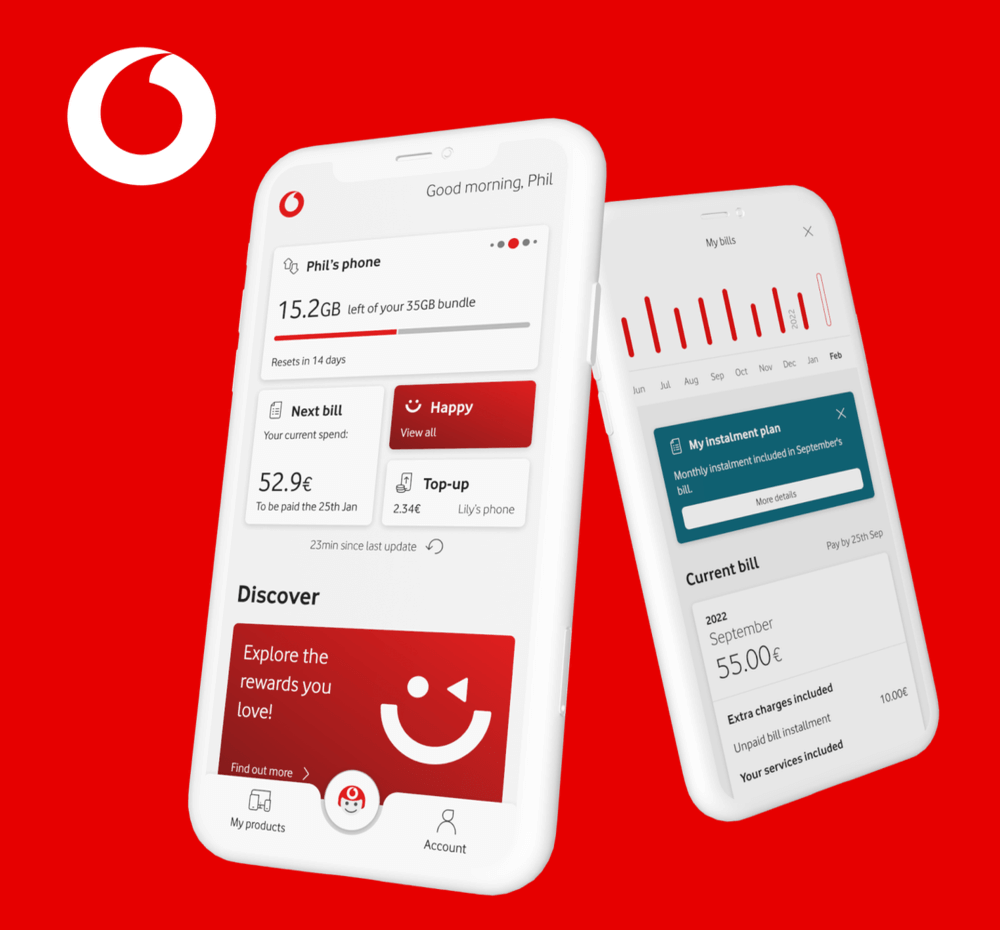 Good morning, Phil
Phil's phone
15.2GB left of your 35GB bundle
Resets in 14 days
Next bill
Your current spend:
52.9€
To be paid the 25th Jan
Happy
View all
Top-up
2.34€ Lily's phone
23min since last update
Discover
Explore the
rewards you
love!
Find out more
My products
Account
My bills
2022
Jun Jul Aug Sep Oct Nov Dec Jan Feb
My instalment plan
Monthly instalment included in September's
bill.
More details
Current bill
Pay by 25th Sep
2022
September
55.00€
Extra charges included
Unpaid bill installment 10.00€
Your services included